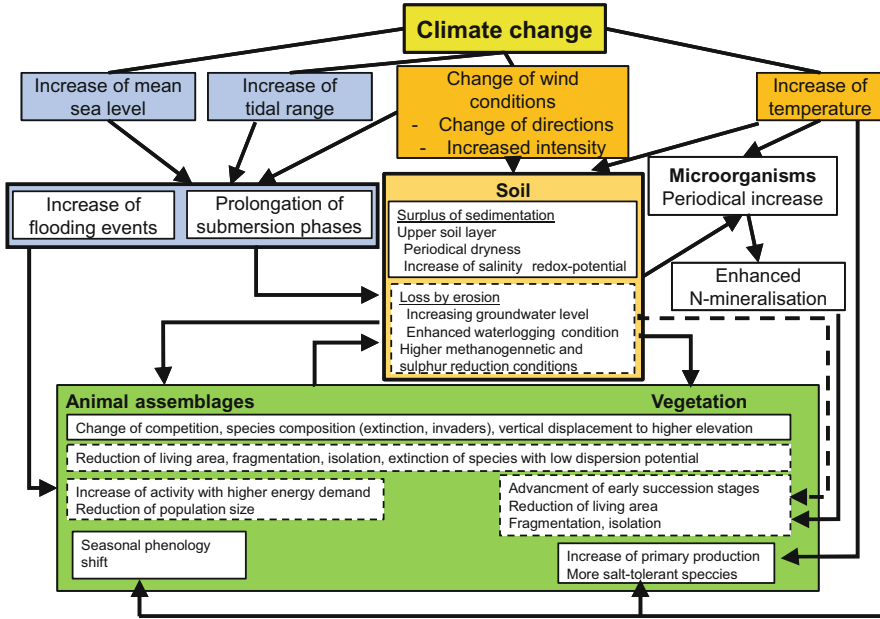 Climate change
Increase of mean
sea level
Increase of
tidal range
Change of wind
conditions
- Change of directions
- Increased intensity
Increase of
temperature
Microorganisms
Periodical increase
Increase of
flooding events
Prolongation of
submersion phases
Soil
Surplus of sedimentation
Upper soil layer
Periodical dryness
Increase of salinity redox-potential
Enhanced
N-mineralisation
Loss by erosion
Increasing groundwater level
Enhanced waterlogging condition
Higher methanogennetic and
sulphur reduction conditions
Animal assemblages
Vegetation
Change of competition, species composition (extinction, invaders), vertical displacement to higher elevation
Reduction of living area, fragmentation, isolation, extinction of species with low dispersion potential
Increase of activity with higher energy demand
Reduction of population size
Advancment of early succession stages
Reduction of living area
Fragmentation, isolation
Seasonal phenology
shift
Increase of primary production
More salt-tolerant speccies